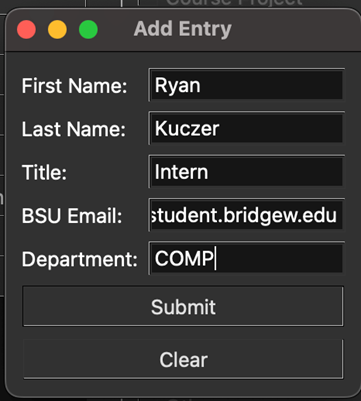 Course Project
Add Entry
First Name: Ryan
Last Name: Kuczer
Title: Intern
BSU Email: student.bridgew.edu
Department: COMP
Submit
Clear